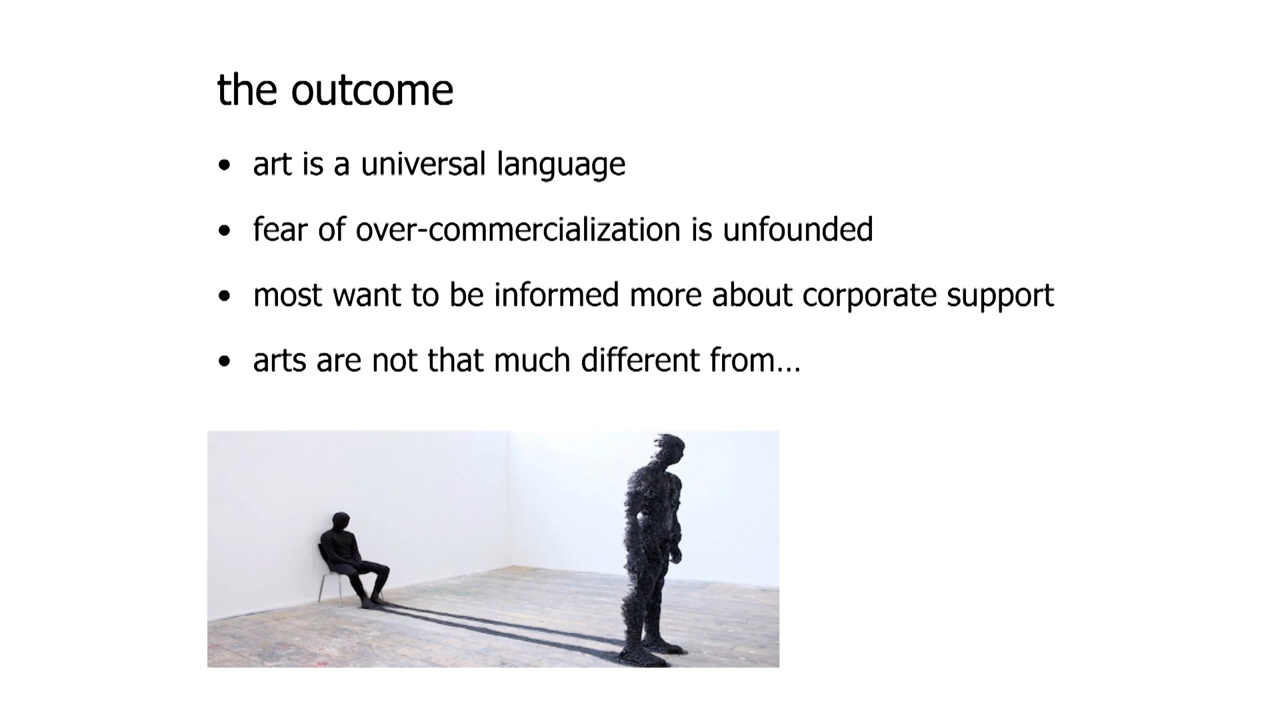 the outcome
• art is a universal language
• fear of over-commercialization is unfounded
• most want to be informed more about corporate support
• arts are not that much different from...